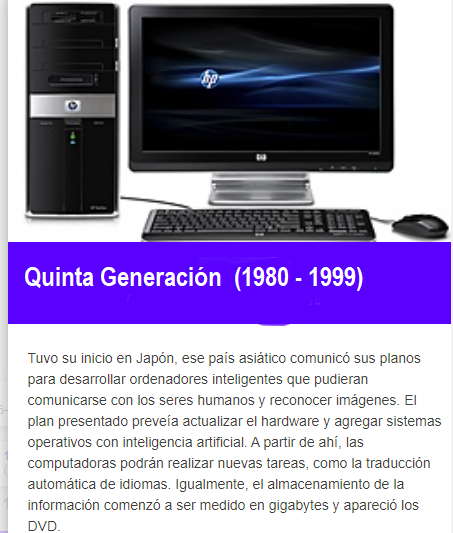 hp
Quinta Generación (1980 - 1999)
Tuvo su inicio en Japón, ese país asiático comunicó sus planos
para desarrollar ordenadores inteligentes que pudieran
comunicarse con los seres humanos y reconocer imágenes. El
plan presentado preveía actualizar el hardware y agregar sistemas
operativos con inteligencia artificial. A partir de ahí, las
computadoras podrán realizar nuevas tareas, como la traducción
automática de idiomas. Igualmente, el almacenamiento de la
información comenzó a ser medido en gigabytes y apareció los
DVD.